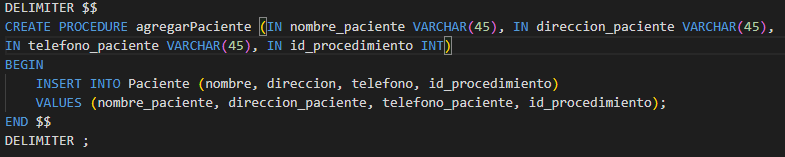 DELIMITER $$
CREATE PROCEDURE agregarPaciente (IN nombre_paciente VARCHAR(45), IN direccion_paciente VARCHAR(45),
IN telefono_paciente VARCHAR(45), IN id_procedimiento INT)
BEGIN
    INSERT INTO Paciente (nombre, direccion, telefono, id_procedimiento)
    VALUES (nombre_paciente, direccion_paciente, telefono_paciente, id_procedimiento);
END $$
DELIMITER ;